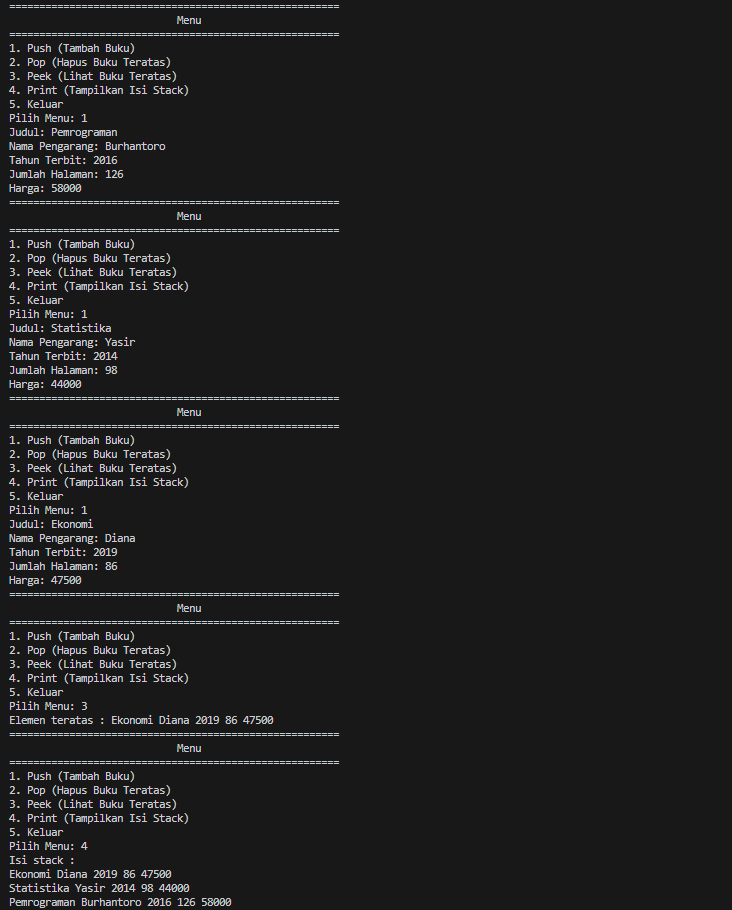 =======================================================
Menu
=======================================================
1. Push (Tambah Buku)
2. Pop (Hapus Buku Teratas)
3. Peek (Lihat Buku Teratas)
4. Print (Tampilkan Isi Stack)
5. Keluar
Pilih Menu: 1
Judul: Pemrograman
Nama Pengarang: Burhantoro
Tahun Terbit: 2016
Jumlah Halaman: 126
Harga: 58000
=======================================================
Menu
=======================================================
1. Push (Tambah Buku)
2. Pop (Hapus Buku Teratas)
3. Peek (Lihat Buku Teratas)
4. Print (Tampilkan Isi Stack)
5. Keluar
Pilih Menu: 1
Judul: Statistika
Nama Pengarang: Yasir
Tahun Terbit: 2014
Jumlah Halaman: 98
Harga: 44000
=======================================================
Menu
=======================================================
1. Push (Tambah Buku)
2. Pop (Hapus Buku Teratas)
3. Peek (Lihat Buku Teratas)
4. Print (Tampilkan Isi Stack)
5. Keluar
Pilih Menu: 1
Judul: Ekonomi
Nama Pengarang: Diana
Tahun Terbit: 2019
Jumlah Halaman: 86
Harga: 47500
=======================================================
Menu
=======================================================
1. Push (Tambah Buku)
2. Pop (Hapus Buku Teratas)
3. Peek (Lihat Buku Teratas)
4. Print (Tampilkan Isi Stack)
5. Keluar
Pilih Menu: 3
Elemen teratas : Ekonomi Diana 2019 86 47500
=======================================================
Menu
=======================================================
1. Push (Tambah Buku)
2. Pop (Hapus Buku Teratas)
3. Peek (Lihat Buku Teratas)
4. Print (Tampilkan Isi Stack)
5. Keluar
Pilih Menu: 4
Isi stack :
Ekonomi Diana 2019 86 47500
Statistika Yasir 2014 98 44000
Pemrograman Burhantoro 2016 126 58000